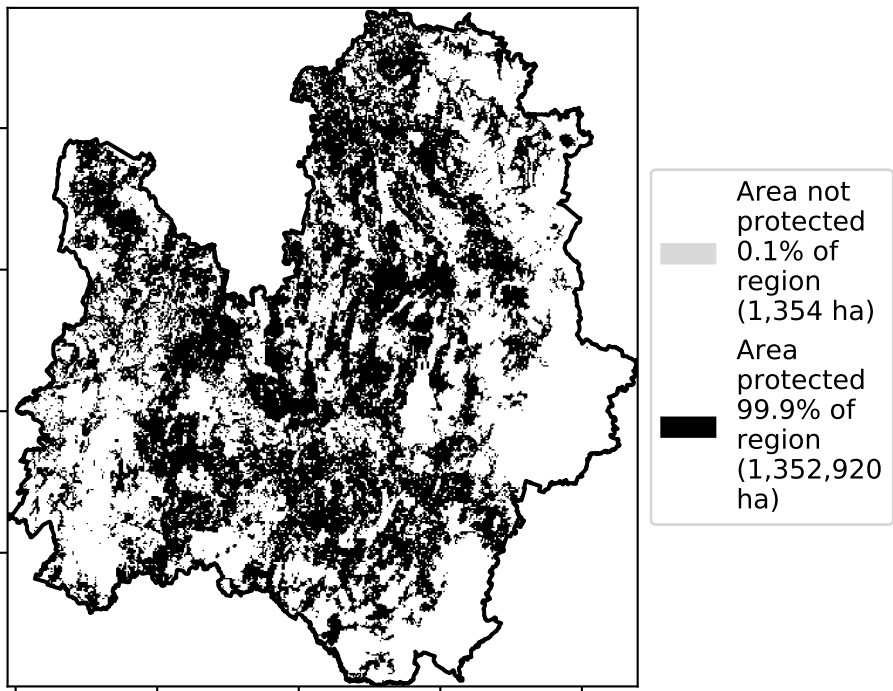 Area not
protected
0.1% of
region
(1,354 ha)
Area
protected
99.9% of
region
(1,352,920
ha)